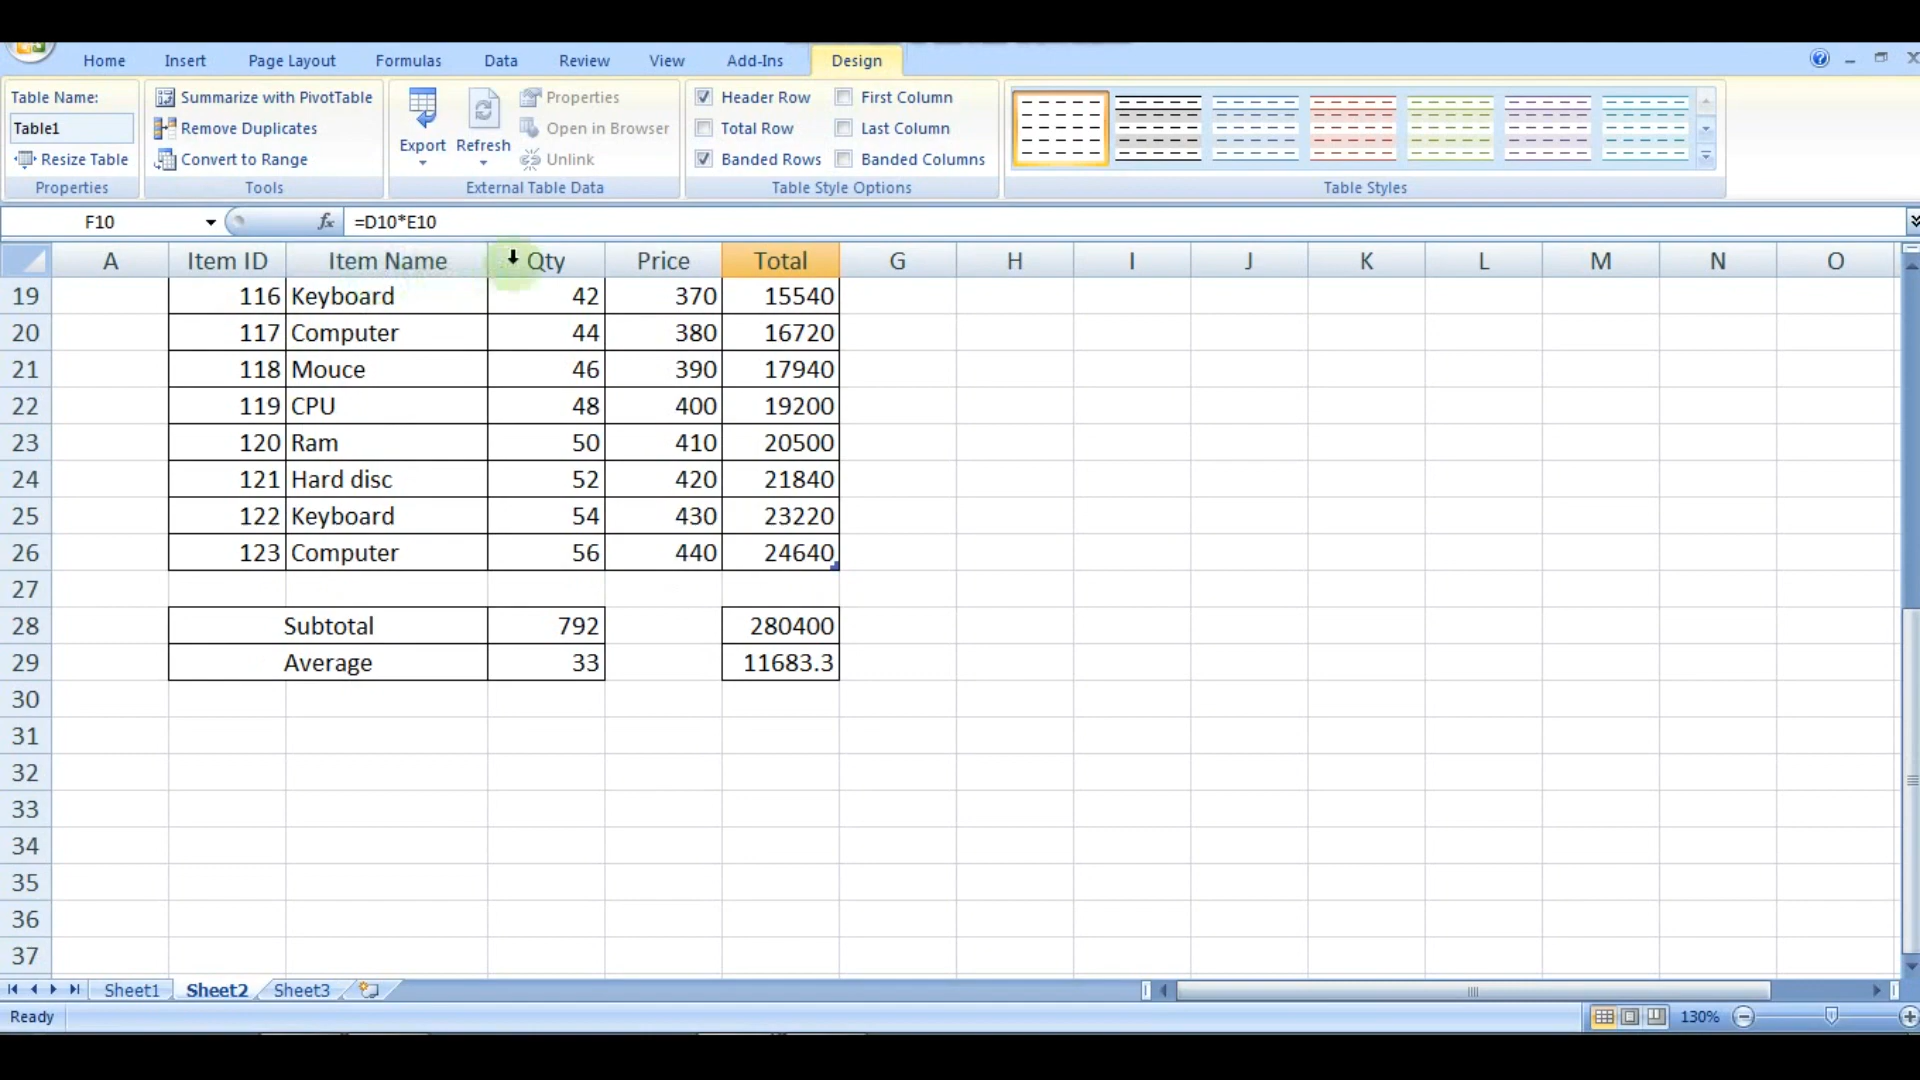 Home Insert Page Layout Formulas Data Review View Add-Ins Design
Table Name: Summarize with PivotTable Properties Header Row First Column
Table1 Remove Duplicates Export Refresh Open in Browser Total Row Last Column
Resize Table Convert to Range Unlink Banded Rows Banded Columns
Properties Tools External Table Data Table Style Options Table Styles
F10 fx =D10*E10
A Item ID Item Name Qty Price Total G H I J K L M N O
19 116 Keyboard 42 370 15540
20 117 Computer 44 380 16720
21 118 Mouce 46 390 17940
22 119 CPU 48 400 19200
23 120 Ram 50 410 20500
24 121 Hard disc 52 420 21840
25 122 Keyboard 54 430 23220
26 123 Computer 56 440 24640
27
28 Subtotal 792 280400
29 Average 33 11683.3
30
31
32
33
34
35
36
37
Sheet1 Sheet2 Sheet3
Ready 130%